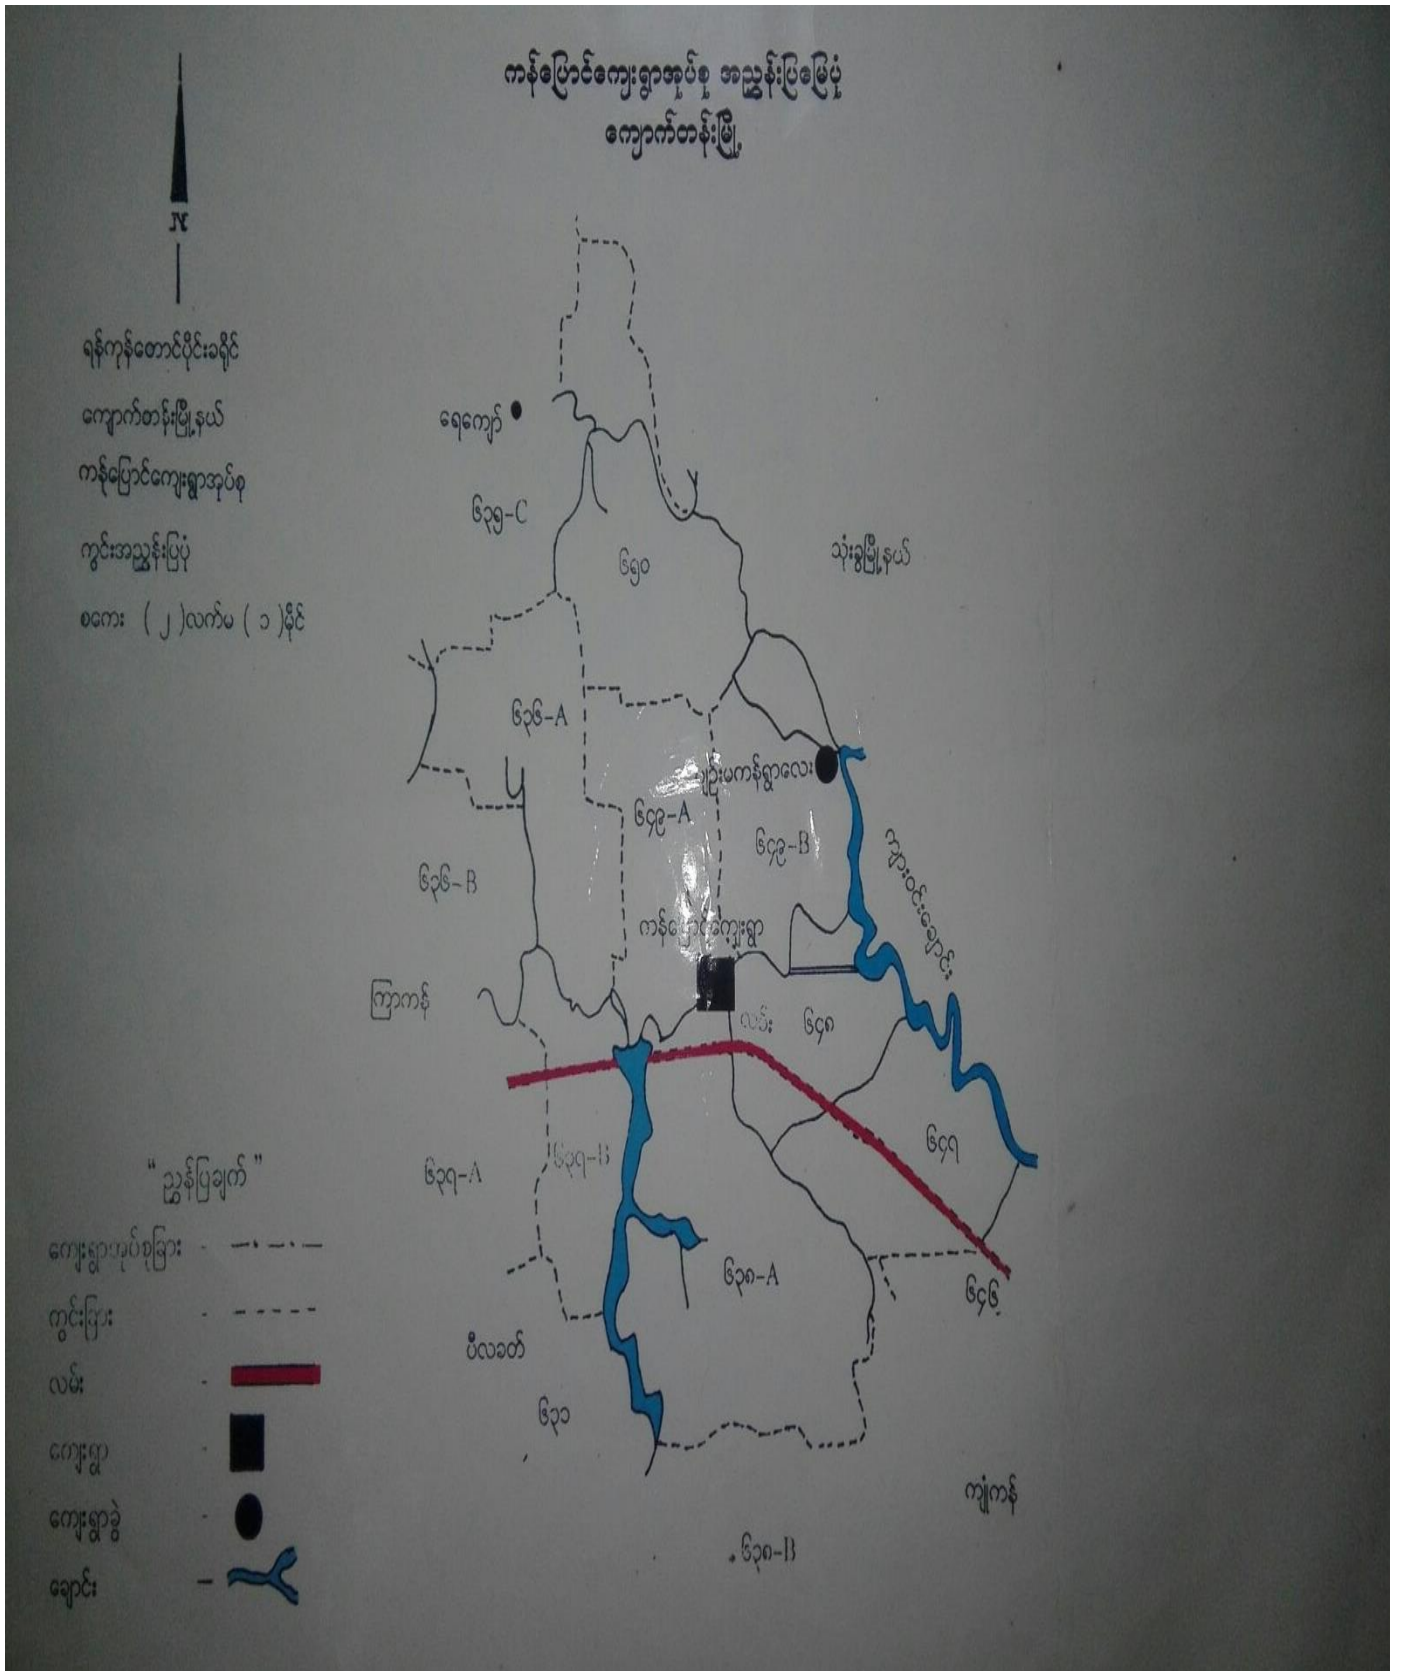 ကန်ပြောင်ကျေးရွာအုပ်စု အညွှန်းပြမြေပုံ
ကျောက်တန်းမြို့
N
ရန်ကုန်တောင်ပိုင်းခရိုင်
ကျောက်တန်းမြို့နယ်
ကန်ပြောင်ကျေးရွာအုပ်စု
ကွင်းအညွှန်းပြပုံ
စကေး (၂)လက်မ (၁)မိုင်
ရေကျော်
၆၃၅-C
၆၅၀
သုံးခွမြို့နယ်
၆၃၆-A
ကန်ရွာလေး
၆၄၉-A
၆၄၉-B
၆၃၆-B
ကျားဝင်းချောင်း
ကန်ပြောင်ကျေးရွာ
ကြာကန်
လမ်း
၆၄၈
၆၄၇
၆၃၇-A
၆၃၇-B
၆၃၈-A
၆၄၆
ပီလခတ်
၆၃၁
ကျုံကန်
၆၃၈-B
“ညွှန်ပြချက်”
ကျေးရွာအုပ်စုခြား -
ကွင်းခြား -
လမ်း -
ကျေးရွာ -
ကျေးရွာခွဲ -
ချောင်း -